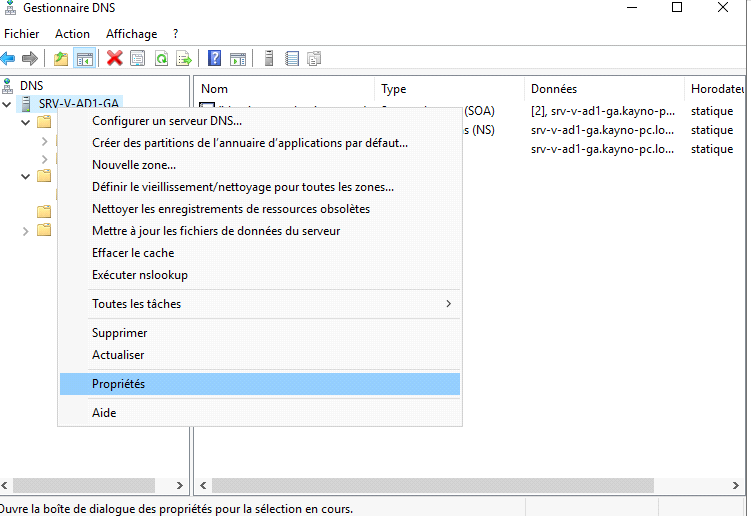 Gestionnaire DNS
Fichier Action Affichage ?
DNS
SRV-V-AD1-GA
Nom Type Données Horodateu
(SOA) [2], srv-v-ad1-ga.kayno-p... statique
(NS) srv-v-ad1-ga.kayno-pc.lo... statique
srv-v-ad1-ga.kayno-pc.lo... statique
Configurer un serveur DNS...
Créer des partitions de l'annuaire d'applications par défaut...
Nouvelle zone...
Définir le vieillissement/nettoyage pour toutes les zones...
Nettoyer les enregistrements de ressources obsolètes
Mettre à jour les fichiers de données du serveur
Effacer le cache
Exécuter nslookup
Toutes les tâches
Supprimer
Actualiser
Propriétés
Aide
Ouvre la boîte de dialogue des propriétés pour la sélection en cours.